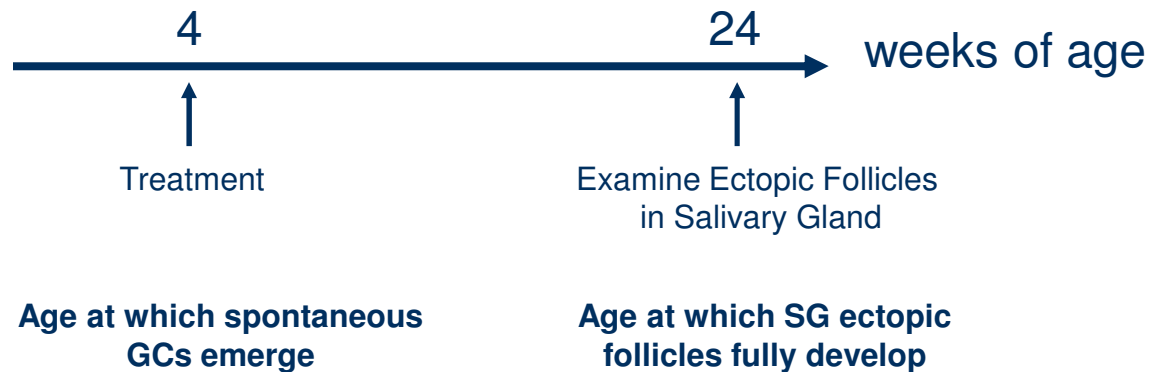 4
24
weeks of age
Treatment
Examine Ectopic Follicles
in Salivary Gland
Age at which spontaneous
GCs emerge
Age at which SG ectopic
follicles fully develop